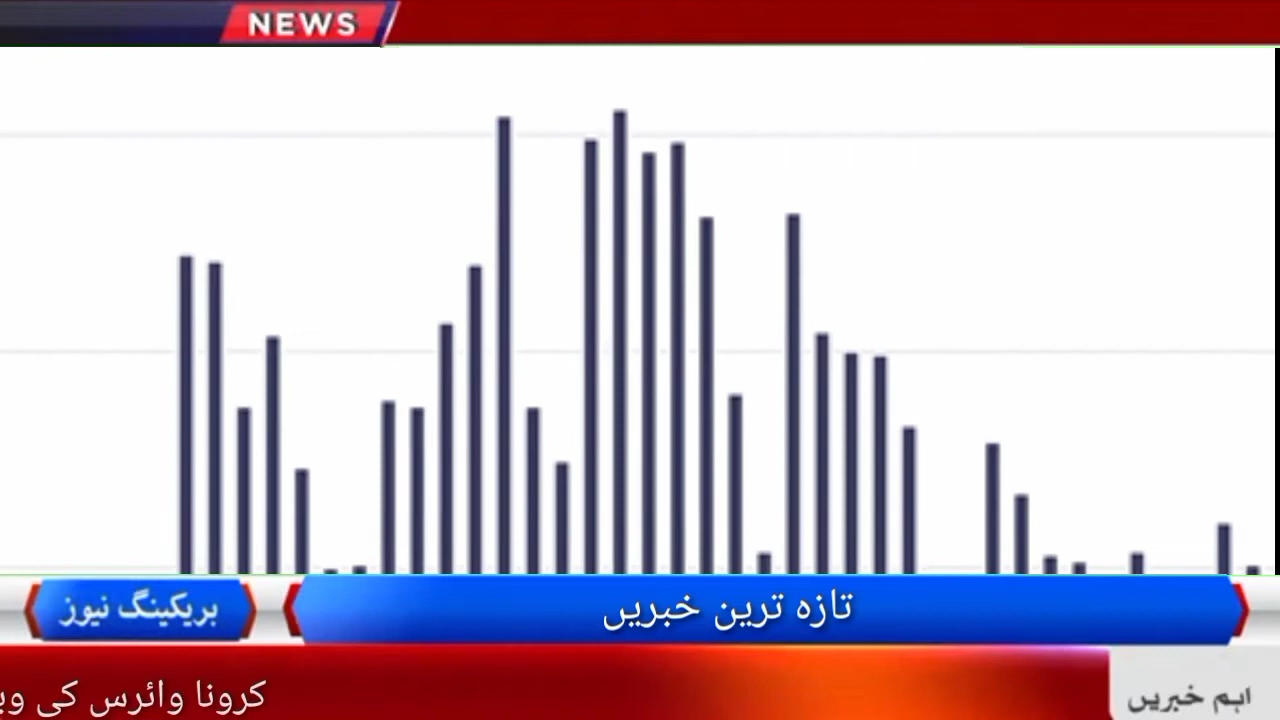 NEWS
بریکینگ نیوز
تازہ ترین خبریں
اہم خبریں
کرونا وائرس کی